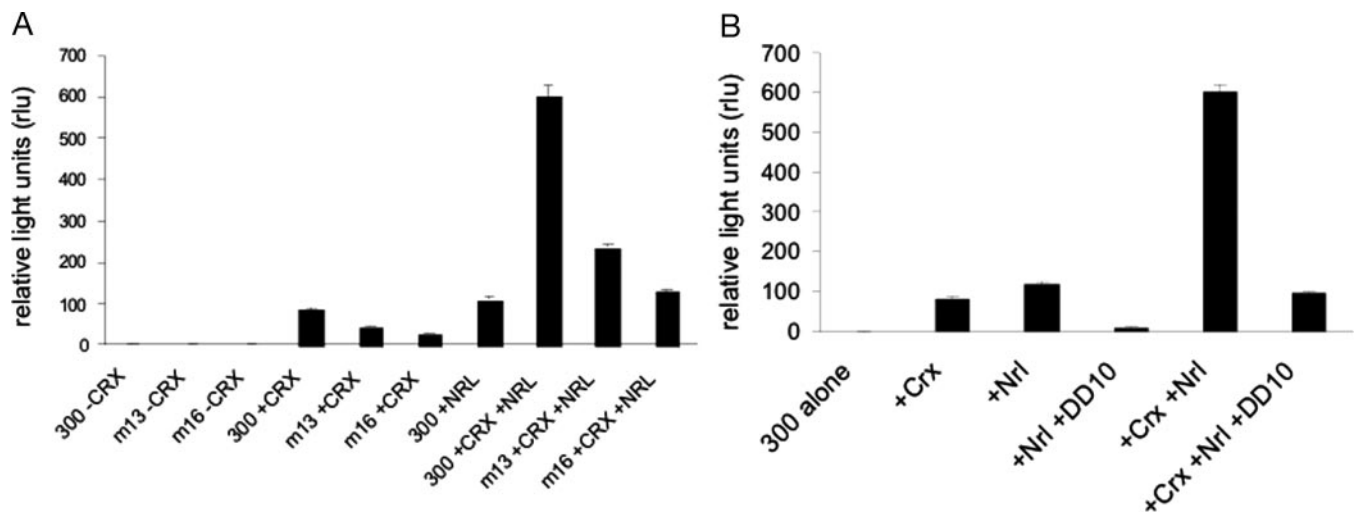 A
relative light units (rlu)
700
600
500
400
300
200
100
0
300 -CRX
m13 -CRX
m16 -CRX
300 +CRX
m13 +CRX
m16 +CRX
300 +NRL
300 +CRX +NRL
m13 +CRX +NRL
m16 +CRX +NRL
B
relative light units (rlu)
700
600
500
400
300
200
100
0
300 alone
+Crx
+Nrl
+Nrl +DD10
+Crx +Nrl
+Crx +Nrl +DD10